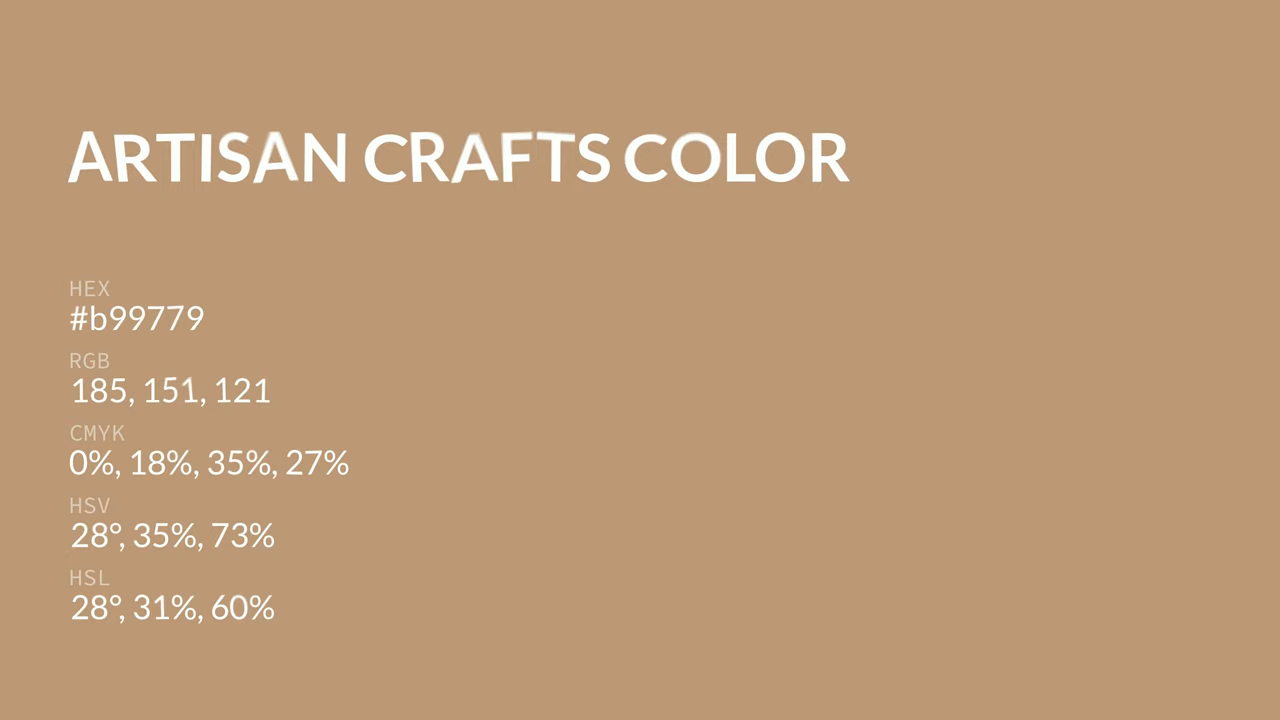 ARTISAN CRAFTS COLOR
HEX
#b99779
RGB
185, 151, 121
CMYK
0%, 18%, 35%, 27%
HSV
28°, 35%, 73%
HSL
28°, 31%, 60%